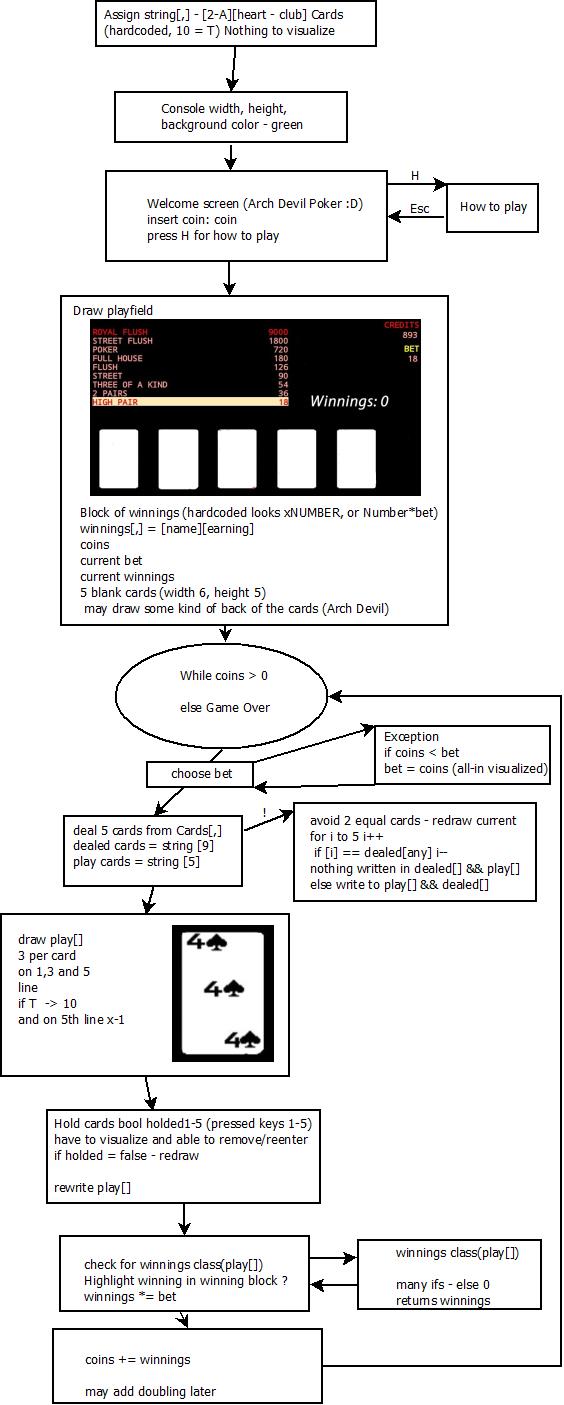 Assign string[,] - [2-A][heart - club] Cards
(hardcoded, 10 = T) Nothing to visualize
Console width, height,
background color - green
Welcome screen (Arch Devil Poker :D)
insert coin: coin
press H for how to play
H
Esc
How to play
Draw playfield
ROYAL FLUSH 9000
STREET FLUSH 1800
POKER 720
FULL HOUSE 180
FLUSH 126
STREET 90
THREE OF A KIND 54
2 PAIRS 36
HIGH PAIR 18
CREDITS
893
BET
18
Winnings: 0
Block of winnings (hardcoded looks xNUMBER, or Number*bet)
winnings[,] = [name][earning]
coins
current bet
current winnings
5 blank cards (width 6, height 5)
may draw some kind of back of the cards (Arch Devil)
While coins > 0
else Game Over
choose bet
Exception
if coins < bet
bet = coins (all-in visualized)
deal 5 cards from Cards[,]
dealed cards = string [9]
play cards = string [5]
!
avoid 2 equal cards - redraw current
for i to 5 i++
if [i] == dealed[any] i--
nothing written in dealed[] && play[]
else write to play[] && dealed[]
draw play[]
3 per card
on 1,3 and 5
line
if T -> 10
and on 5th line x-1
4♠
4♠
4♠
Hold cards bool holded1-5 (pressed keys 1-5)
have to visualize and able to remove/reenter
if holded = false - redraw
rewrite play[]
check for winnings class(play[])
Highlight winning in winning block ?
winnings *= bet
winnings class(play[])
many ifs - else 0
returns winnings
coins += winnings
may add doubling later